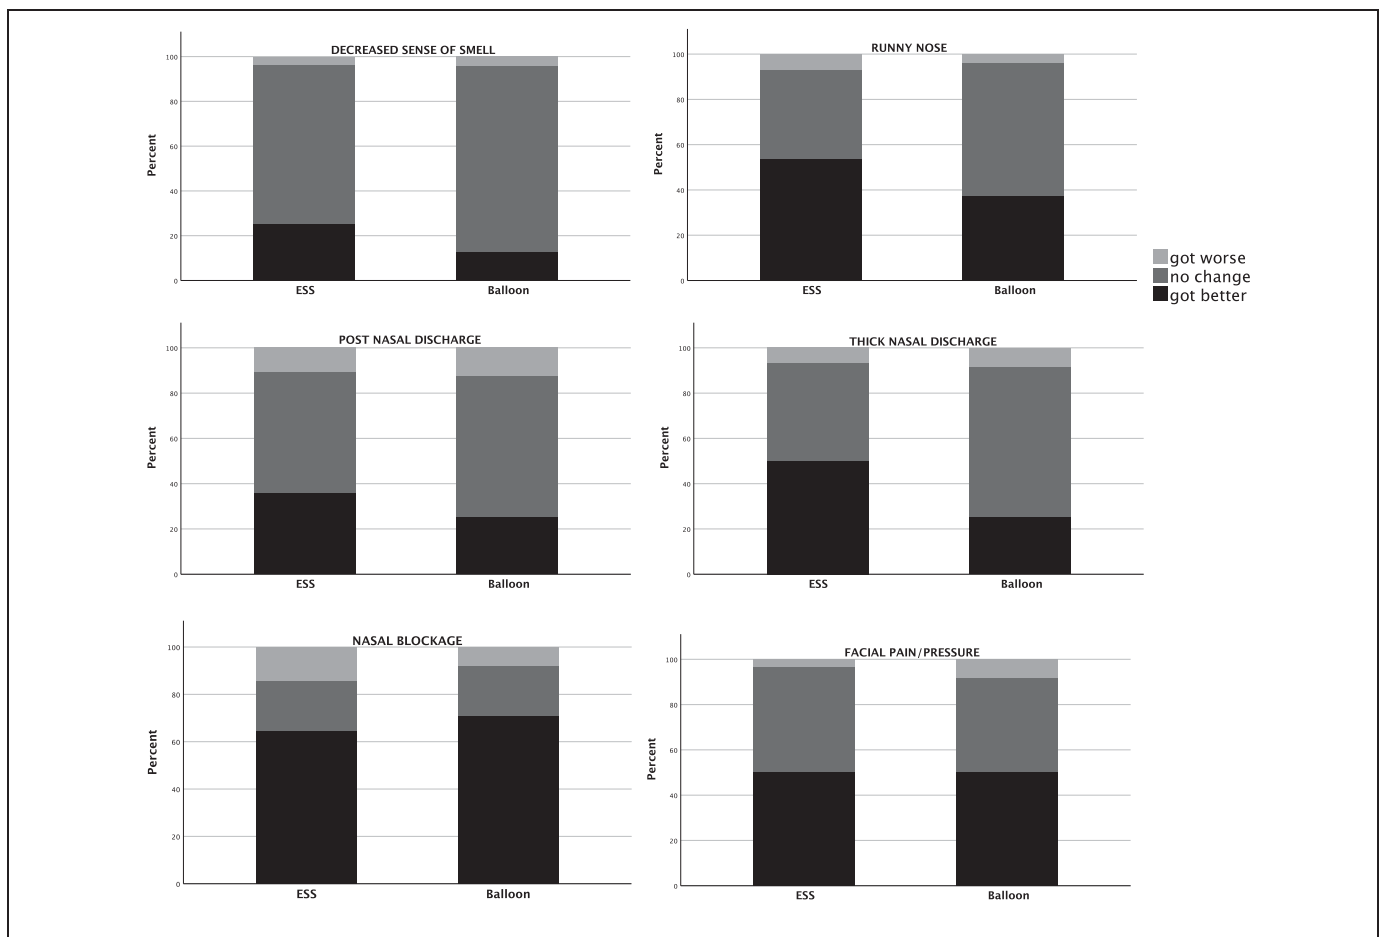 DECREASED SENSE OF SMELL
Percent
100
80
60
40
20
0
ESS Balloon
RUNNY NOSE
Percent
100
80
60
40
20
0
ESS Balloon
got worse
no change
got better
POST NASAL DISCHARGE
Percent
100
80
60
40
20
0
ESS Balloon
THICK NASAL DISCHARGE
Percent
100
80
60
40
20
0
ESS Balloon
NASAL BLOCKAGE
Percent
100
80
60
40
20
0
ESS Balloon
FACIAL PAIN/PRESSURE
Percent
100
80
60
40
20
0
ESS Balloon